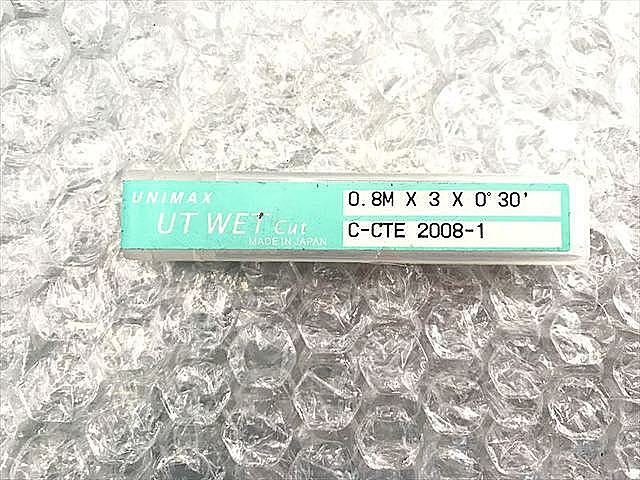 UNIMAX
UT WET Cut
MADE IN JAPAN
0.8M X 3 X 0°30'
C-CTE 2008-1